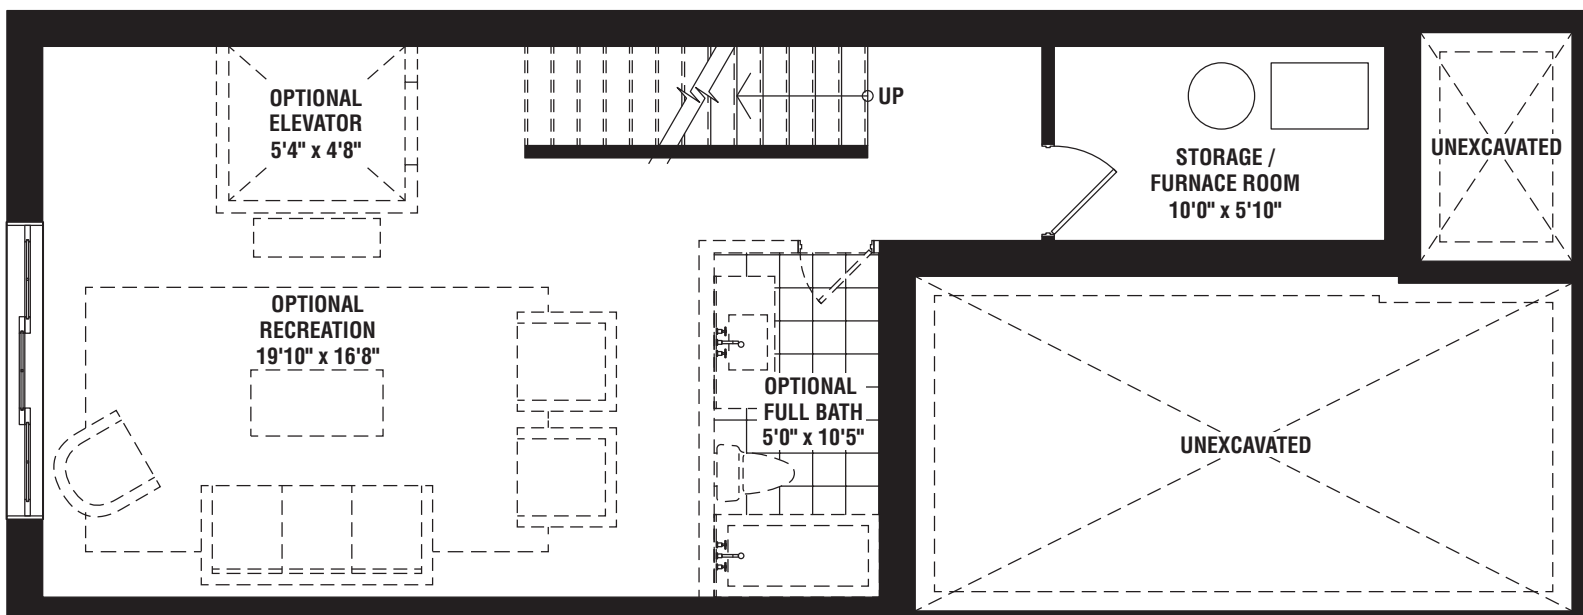 OPTIONAL
ELEVATOR
5'4" x 4'8"
UP
STORAGE /
FURNACE ROOM
10'0" x 5'10"
UNEXCAVATED
OPTIONAL
RECREATION
19'10" x 16'8"
OPTIONAL
FULL BATH
5'0" x 10'5"
UNEXCAVATED